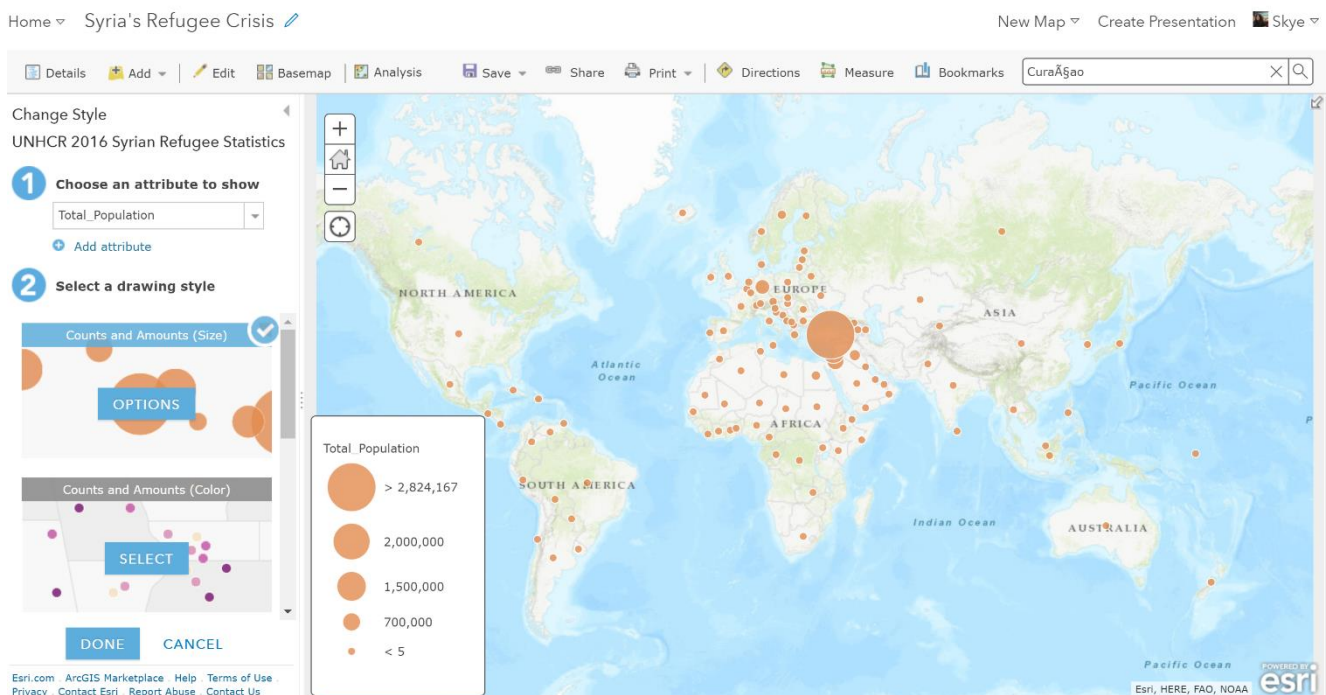 Home Syria's Refugee Crisis New Map Create Presentation Skye
Details Add Edit Basemap Analysis Save Share Print Directions Measure Bookmarks CuraÃ§ao
Change Style
UNHCR 2016 Syrian Refugee Statistics
1 Choose an attribute to show
Total_Population
Add attribute
2 Select a drawing style
Counts and Amounts (Size)
OPTIONS
Counts and Amounts (Color)
SELECT
DONE CANCEL
Esri.com . ArcGIS Marketplace . Help . Terms of Use .
Privacy . Contact Esri . Report Abuse . Contact Us
+
−
NORTH AMERICA
EUROPE
ASIA
Atlantic
Ocean
Pacific Ocean
AFRICA
SOUTH AMERICA
Indian Ocean
AUSTRALIA
Pacific Ocean
P
Total_Population
> 2,824,167
2,000,000
1,500,000
700,000
< 5
POWERED BY
esri
Esri, HERE, FAO, NOAA